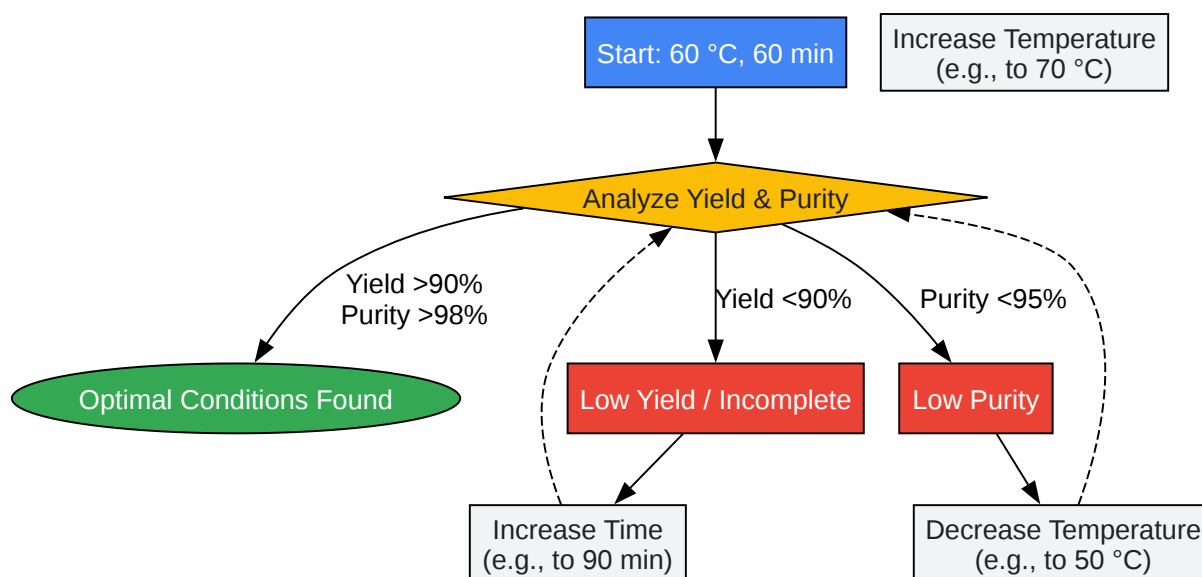 Start: 60 °C, 60 min
Increase Temperature
(e.g., to 70 °C)
Analyze Yield & Purity
Yield >90%
Purity >98%
Yield <90%
Purity <95%
Optimal Conditions Found
Low Yield / Incomplete
Low Purity
Increase Time
(e.g., to 90 min)
Decrease Temperature
(e.g., to 50 °C)